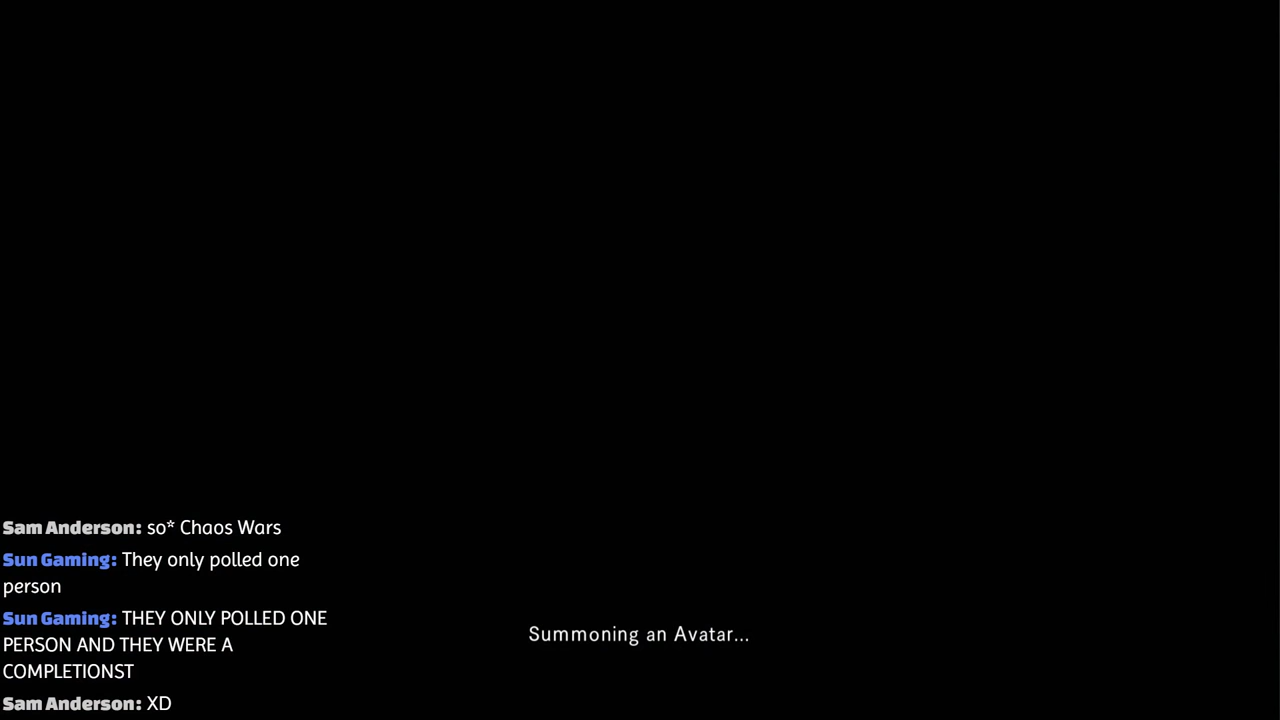 Sam Anderson: so* Chaos Wars
Sun Gaming: They only polled one
person
Sun Gaming: THEY ONLY POLLED ONE
PERSON AND THEY WERE A
COMPLETIONST
Summoning an Avatar...
Sam Anderson: XD